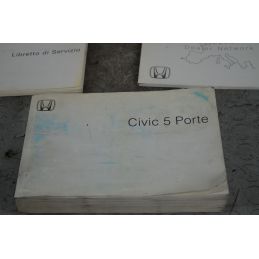 Libretto di Servizio
Dealer Network
Civic 5 Porte